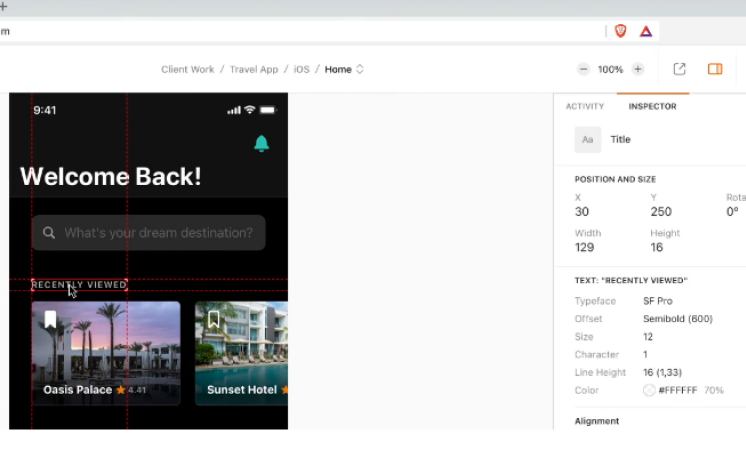 m
Client Work / Travel App / iOS / Home
100%
9:41
Welcome Back!
What's your dream destination?
RECENTLY VIEWED
Oasis Palace ★ 4.41
Sunset Hotel ★
ACTIVITY INSPECTOR
Aa Title
POSITION AND SIZE
X Y Rota
30 250 0°
Width Height
129 16
TEXT: "RECENTLY VIEWED"
Typeface SF Pro
Offset Semibold (600)
Size 12
Character 1
Line Height 16 (1,33)
Color #FFFFFF 70%
Alignment